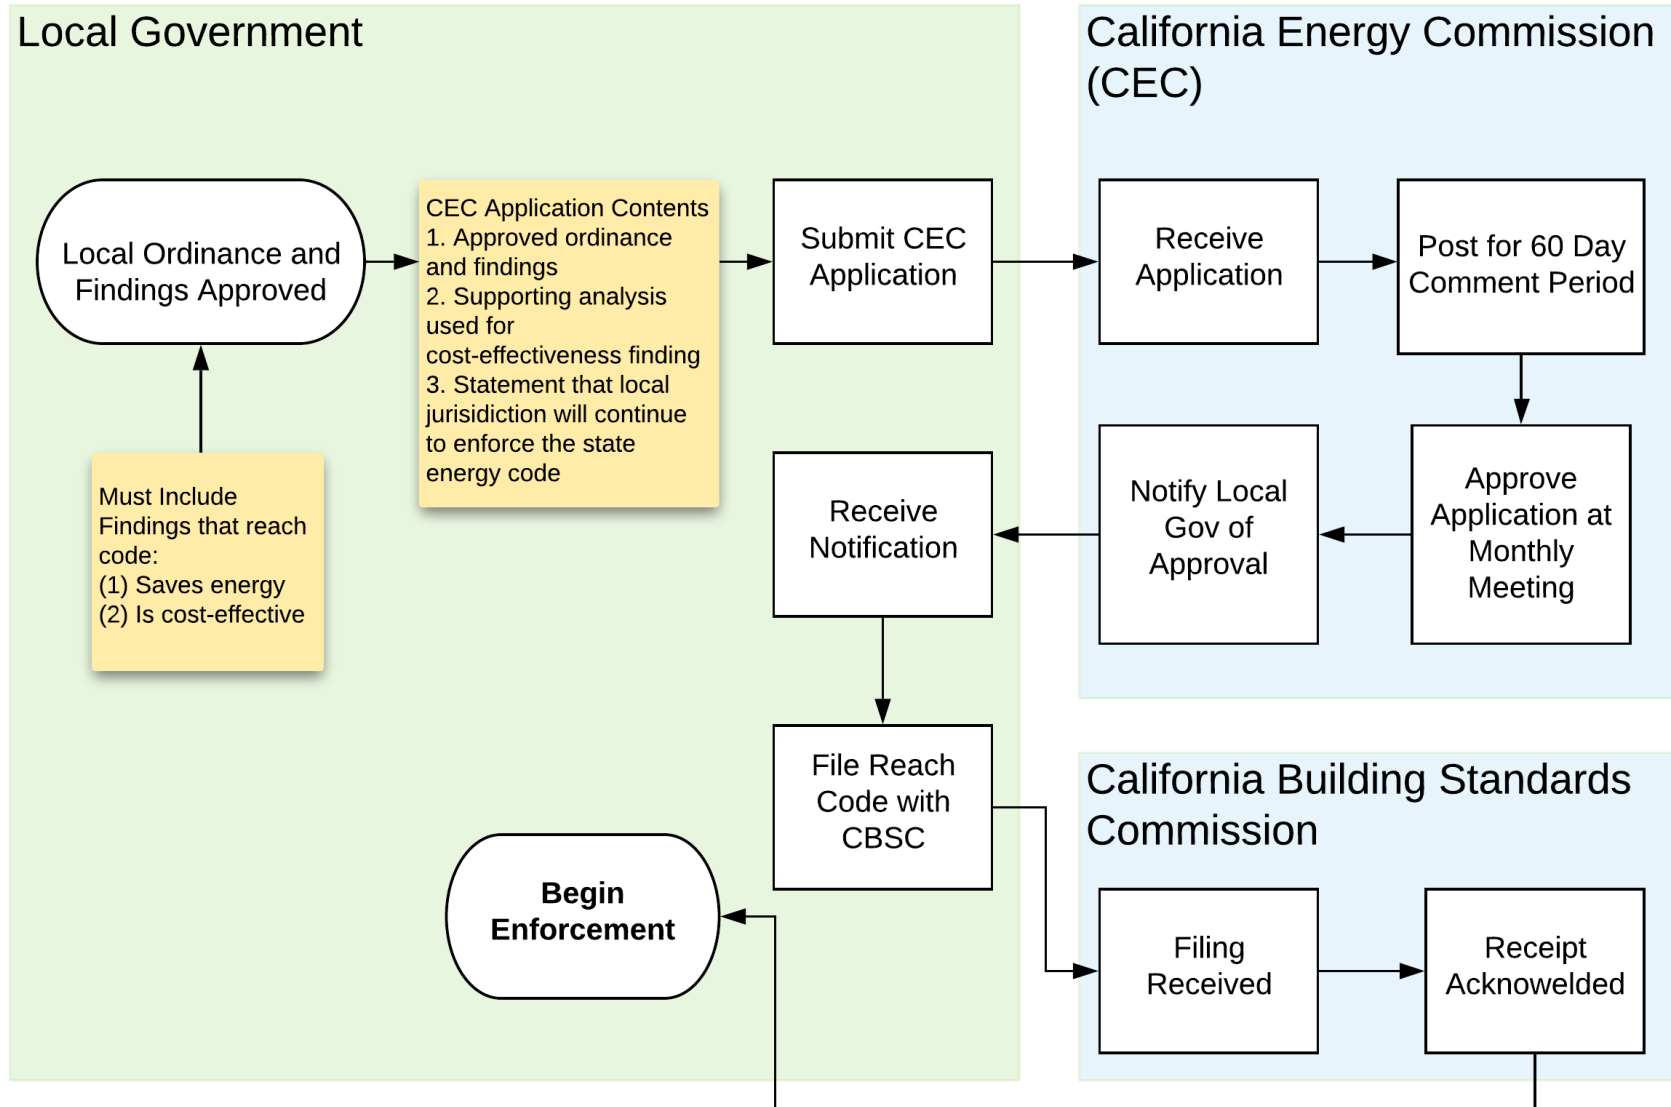 Local Government
California Energy Commission
(CEC)
Local Ordinance and
Findings Approved
CEC Application Contents
1. Approved ordinance
and findings
2. Supporting analysis
used for
cost-effectiveness finding
3. Statement that local
jurisidiction will continue
to enforce the state
energy code
Submit CEC
Application
Receive
Application
Post for 60 Day
Comment Period
Must Include
Findings that reach
code:
(1) Saves energy
(2) Is cost-effective
Receive
Notification
Notify Local
Gov of
Approval
Approve
Application at
Monthly
Meeting
File Reach
Code with
CBSC
California Building Standards
Commission
Begin
Enforcement
Filing
Received
Receipt
Acknowelded